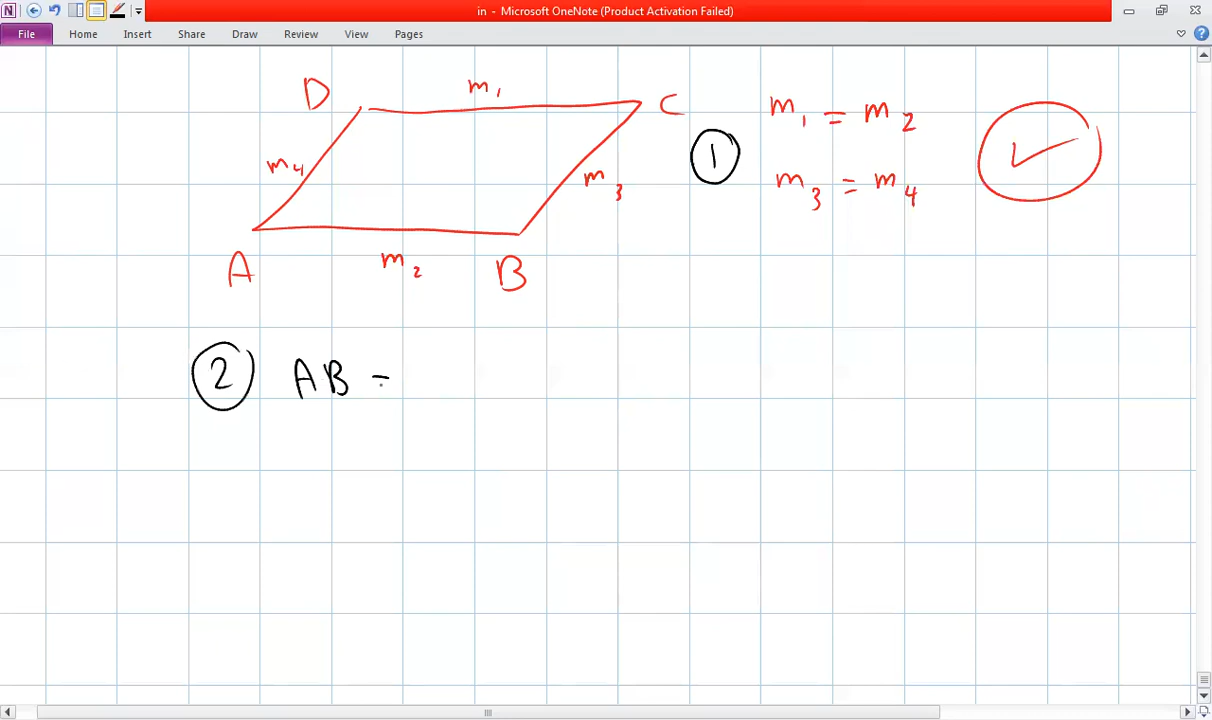 in - Microsoft OneNote (Product Activation Failed)
File Home Insert Share Draw Review View Pages
D m₁ C
m₄ m₃
A m₂ B
① m₁ = m₂
m₃ = m₄
② AB =